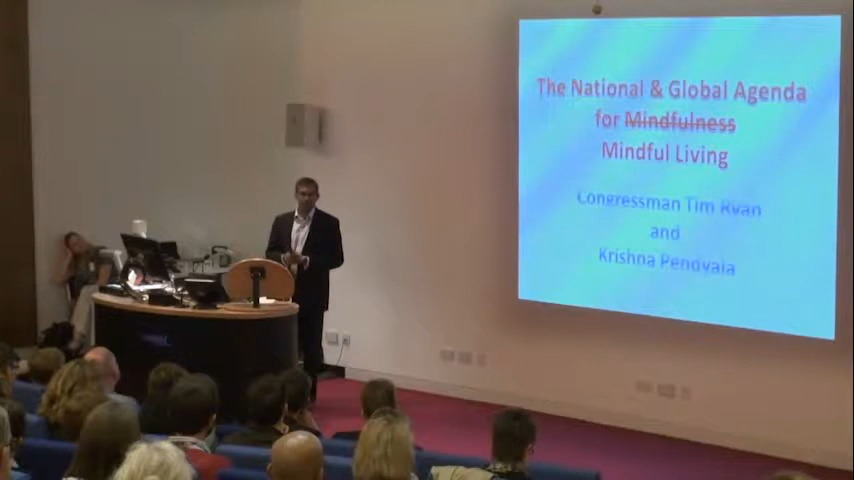 The National & Global Agenda
for Mindfulness
Mindful Living
Congressman Tim Ryan
and
Krishna Pendyala